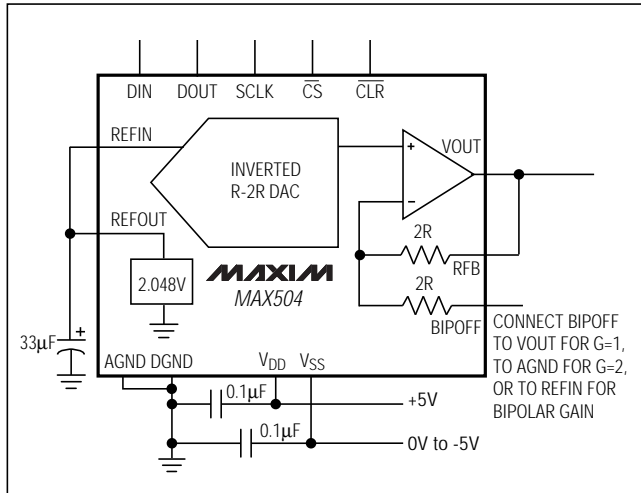 DIN DOUT SCLK CS CLR
REFIN
VOUT
+
INVERTED
R-2R DAC
−
REFOUT
2R
RFB
2.048V
MAXIM
MAX504
2R
BIPOFF
CONNECT BIPOFF
TO VOUT FOR G=1,
TO AGND FOR G=2,
OR TO REFIN FOR
BIPOLAR GAIN
+
33µF
AGND DGND VDD VSS
0.1µF
+5V
0.1µF
0V to -5V